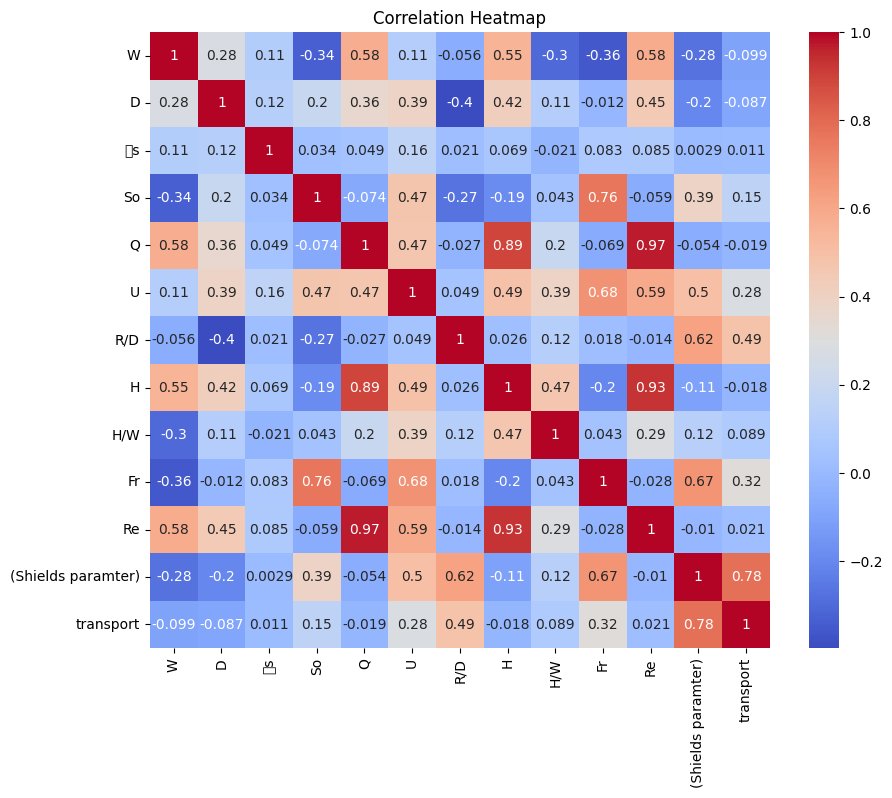 Correlation Heatmap
W 1 0.28 0.11 -0.34 0.58 0.11 -0.056 0.55 -0.3 -0.36 0.58 -0.28 -0.099
D 0.28 1 0.12 0.2 0.36 0.39 -0.4 0.42 0.11 -0.012 0.45 -0.2 -0.087
s 0.11 0.12 1 0.034 0.049 0.16 0.021 0.069 -0.021 0.083 0.085 0.0029 0.011
So -0.34 0.2 0.034 1 -0.074 0.47 -0.27 -0.19 0.043 0.76 -0.059 0.39 0.15
Q 0.58 0.36 0.049 -0.074 1 0.47 -0.027 0.89 0.2 -0.069 0.97 -0.054 -0.019
U 0.11 0.39 0.16 0.47 0.47 1 0.049 0.49 0.39 0.68 0.59 0.5 0.28
R/D -0.056 -0.4 0.021 -0.27 -0.027 0.049 1 0.026 0.12 0.018 -0.014 0.62 0.49
H 0.55 0.42 0.069 -0.19 0.89 0.49 0.026 1 0.47 -0.2 0.93 -0.11 -0.018
H/W -0.3 0.11 -0.021 0.043 0.2 0.39 0.12 0.47 1 0.043 0.29 0.12 0.089
Fr -0.36 -0.012 0.083 0.76 -0.069 0.68 0.018 -0.2 0.043 1 -0.028 0.67 0.32
Re 0.58 0.45 0.085 -0.059 0.97 0.59 -0.014 0.93 0.29 -0.028 1 -0.01 0.021
(Shields paramter) -0.28 -0.2 0.0029 0.39 -0.054 0.5 0.62 -0.11 0.12 0.67 -0.01 1 0.78
transport -0.099 -0.087 0.011 0.15 -0.019 0.28 0.49 -0.018 0.089 0.32 0.021 0.78 1
W D s So Q U R/D H H/W Fr Re (Shields paramter) transport
1.0
0.8
0.6
0.4
0.2
0.0
−0.2